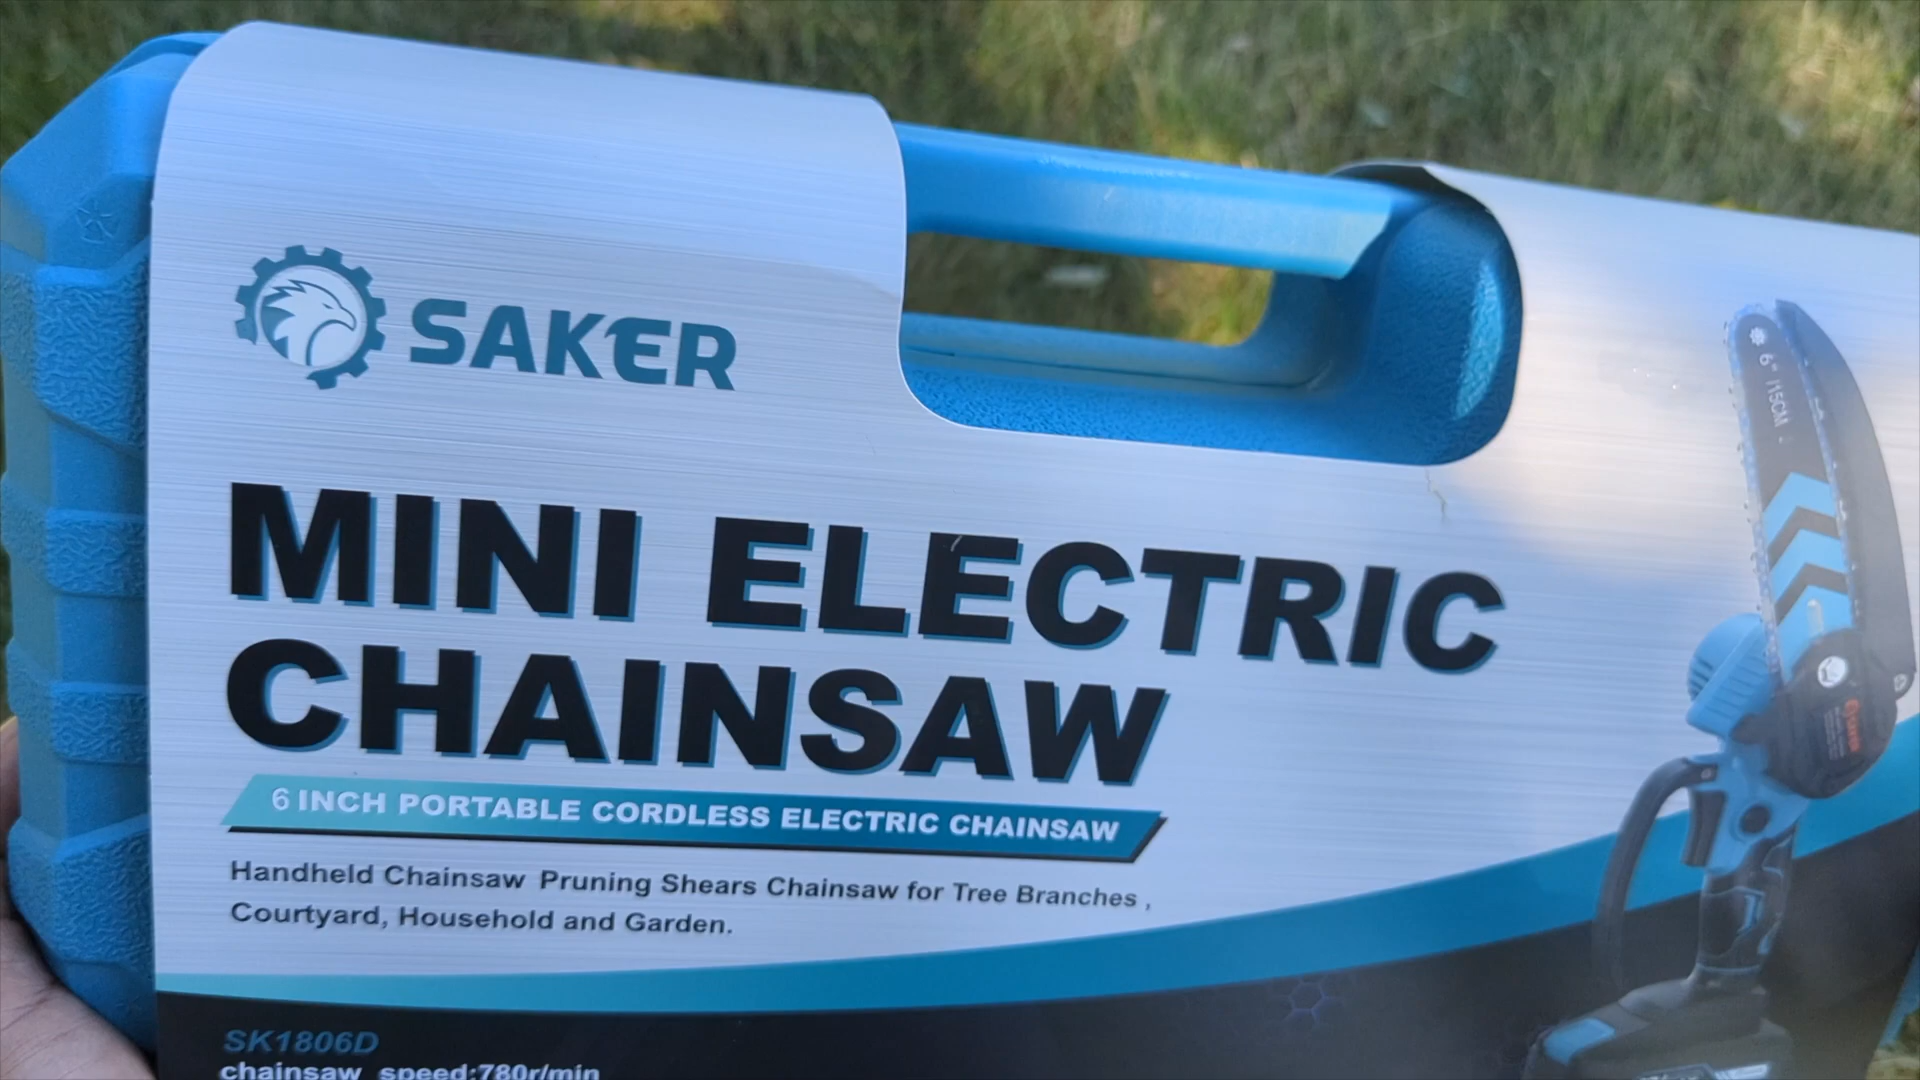 SAKER
MINI ELECTRIC
CHAINSAW
6 INCH PORTABLE CORDLESS ELECTRIC CHAINSAW
Handheld Chainsaw Pruning Shears Chainsaw for Tree Branches ,
Courtyard, Household and Garden.
SK1806D
chainsaw speed:780r/min
6" /15CM